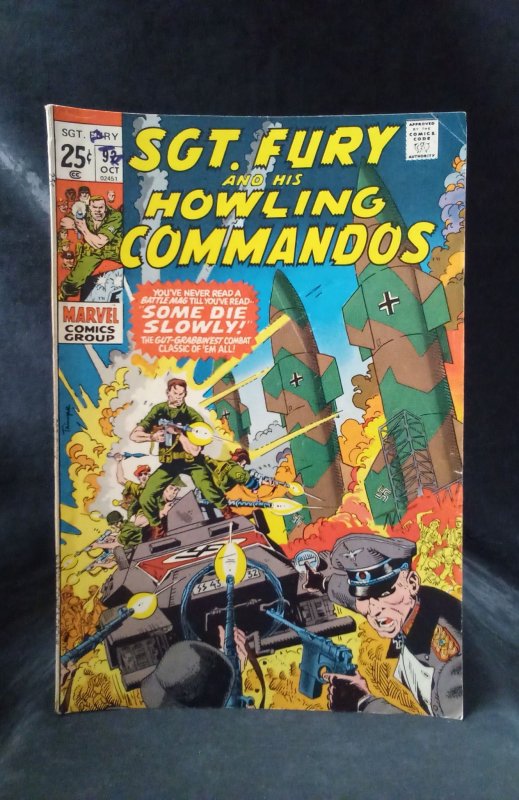 SGT. FURY
25¢
92
OCT
02451
CC
MARVEL
COMICS
GROUP
SGT. FURY
AND HIS
HOWLING
COMMANDOS
APPROVED
BY THE
COMICS
CODE
AUTHORITY
YOU'VE NEVER READ A
BATTLE MAG TILL YOU'VE READ--
"SOME DIE
SLOWLY!"
THE GUT-GRABBIN'EST COMBAT
CLASSIC OF 'EM ALL!